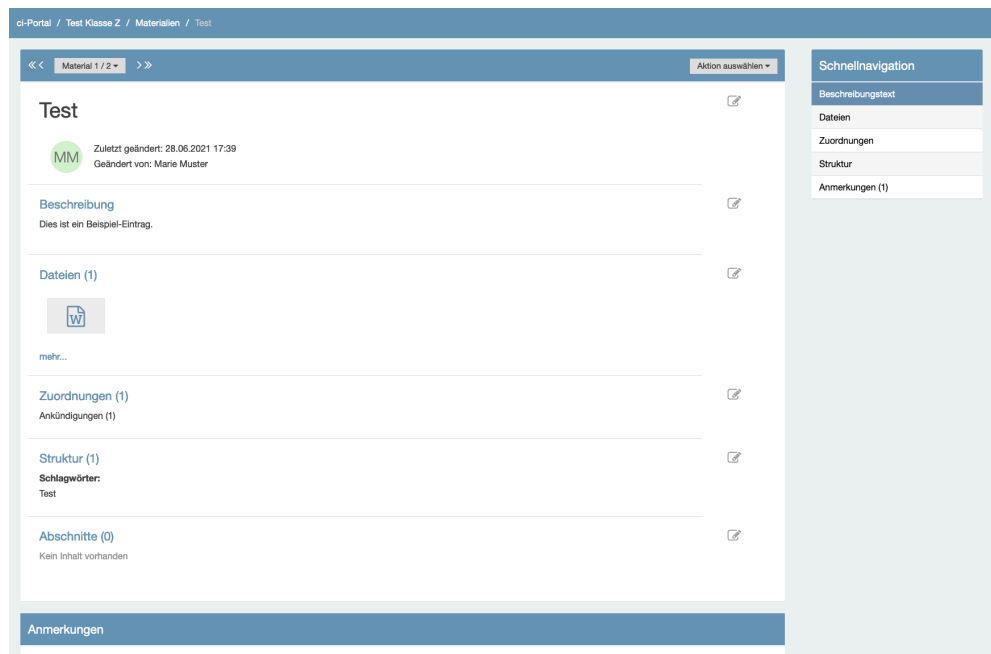 ci-Portal / Test Klasse Z / Materialien / Test
Material 1 / 2
Aktion auswählen
Test
Zuletzt geändert: 28.06.2021 17:39
MM
Geändert von: Marie Muster
Beschreibung
Dies ist ein Beispiel-Eintrag.
Dateien (1)
W
mehr...
Zuordnungen (1)
Ankündigungen (1)
Struktur (1)
Schlagwörter:
Test
Abschnitte (0)
Kein Inhalt vorhanden
Anmerkungen
Schnellnavigation
Beschreibungstext
Dateien
Zuordnungen
Struktur
Anmerkungen (1)